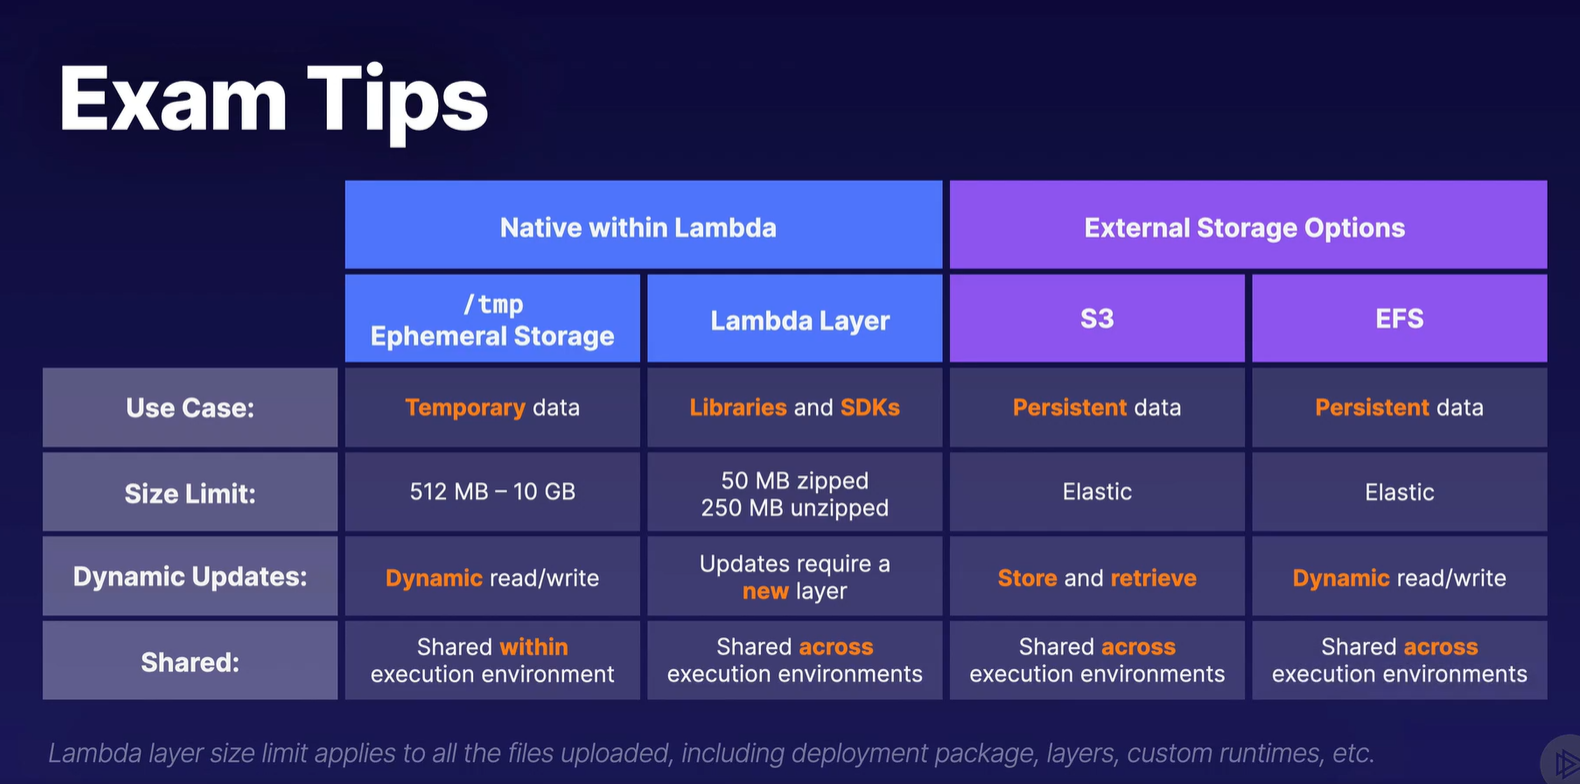 Exam Tips
Native within Lambda
External Storage Options
/tmp
Ephemeral Storage
Lambda Layer
S3
EFS
Use Case:
Temporary data
Libraries and SDKs
Persistent data
Persistent data
Size Limit:
512 MB – 10 GB
50 MB zipped
250 MB unzipped
Elastic
Elastic
Dynamic Updates:
Dynamic read/write
Updates require a
new layer
Store and retrieve
Dynamic read/write
Shared:
Shared within
execution environment
Shared across
execution environments
Shared across
execution environments
Shared across
execution environments
Lambda layer size limit applies to all the files uploaded, including deployment package, layers, custom runtimes, etc.